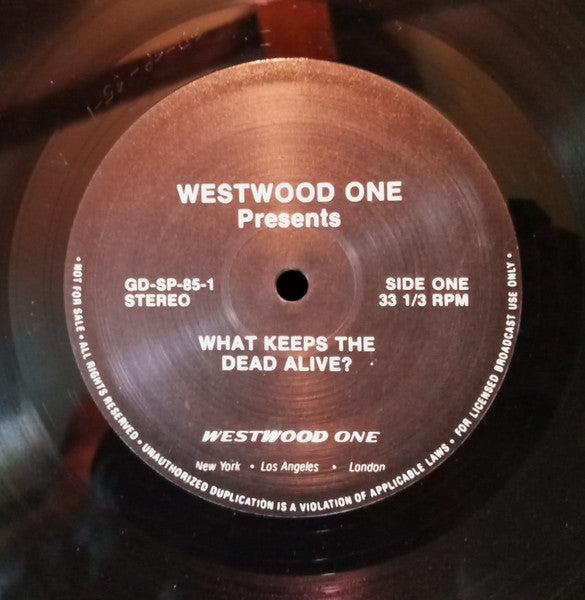 WESTWOOD ONE
Presents
GD-SP-85-1
STEREO
SIDE ONE
33 1/3 RPM
WHAT KEEPS THE
DEAD ALIVE?
WESTWOOD ONE
New York • Los Angeles • London
• NOT FOR SALE • ALL RIGHTS RESERVED • UNAUTHORIZED DUPLICATION IS A VIOLATION OF APPLICABLE LAWS • FOR LICENSED BROADCAST USE ONLY •